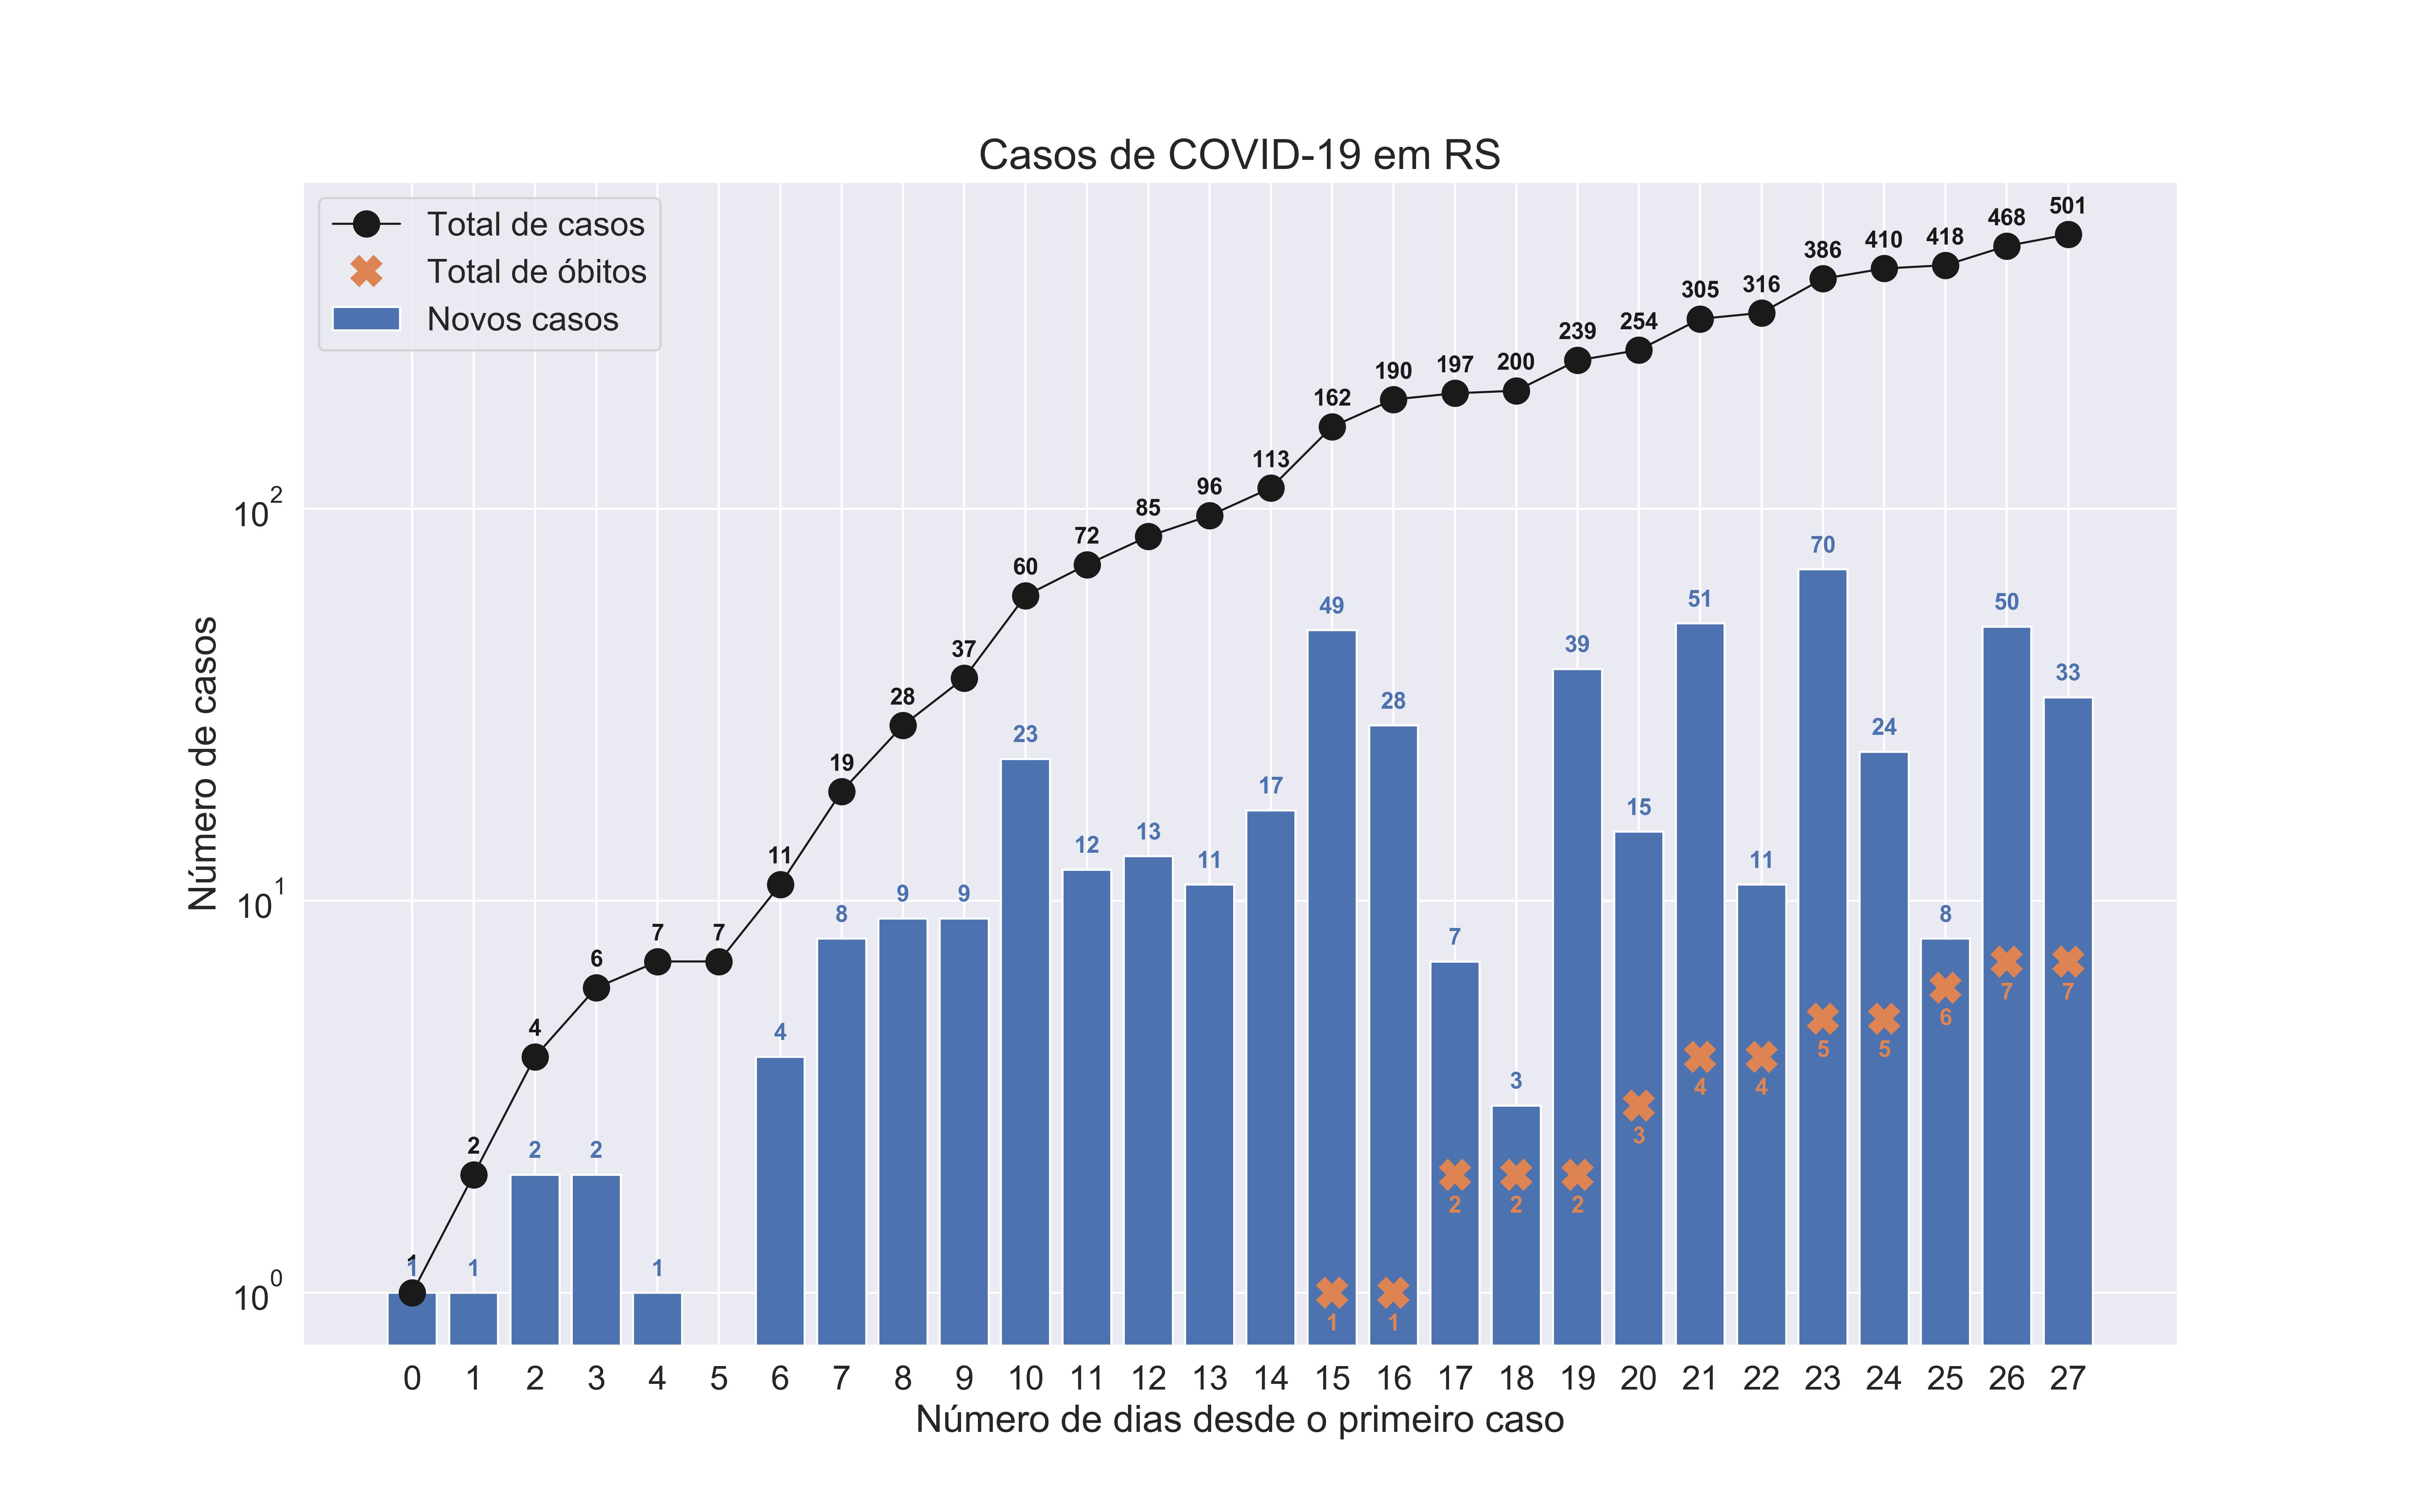 Casos de COVID-19 em RS
Total de casos
Total de óbitos
Novos casos
Número de casos
10²
10¹
10⁰
1 2 4 6 7 7 11 19 28 37 60 72 85 96 113 162 190 197 200 239 254 305 316 386 410 418 468 501
1 1 2 2 1 4 8 9 9 23 12 13 11 17 49 28 7 3 39 15 51 11 70 24 8 50 33
1 1 2 2 2 3 4 4 5 5 6 7 7
0 1 2 3 4 5 6 7 8 9 10 11 12 13 14 15 16 17 18 19 20 21 22 23 24 25 26 27
Número de dias desde o primeiro caso